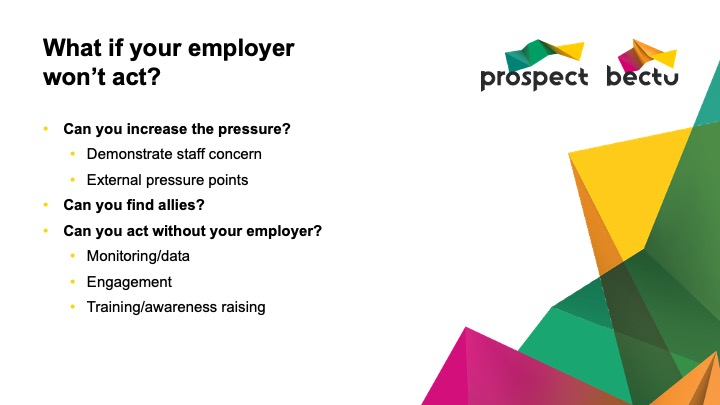 What if your employer
won’t act?
prospect bectu
• Can you increase the pressure?
• Demonstrate staff concern
• External pressure points
• Can you find allies?
• Can you act without your employer?
• Monitoring/data
• Engagement
• Training/awareness raising